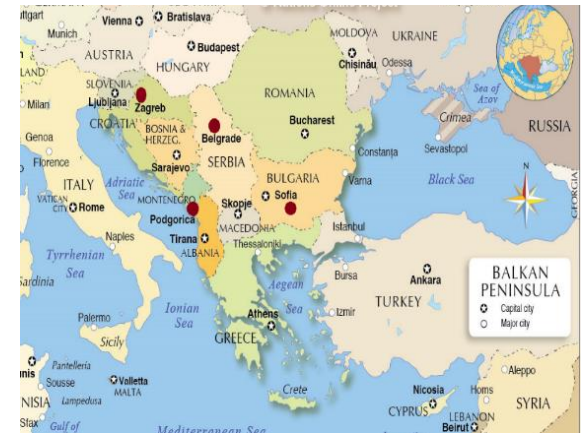 Munich
Vienna
Bratislava
AUSTRIA
Budapest
HUNGARY
MOLDOVA
UKRAINE
Chișinău
Odessa
SLOVENIA
Ljubljana
Zagreb
Milan
CROATIA
BOSNIA &
HERZEG.
Belgrade
ROMANIA
Bucharest
Sea of
Azov
Crimea
RUSSIA
Genoa
Florence
Sarajevo
SERBIA
Constanța
Sevastopol
ITALY
Adriatic
Sea
VATICAN
CITY
Rome
MONTENEGRO
Podgorica
Skopje
BULGARIA
Sofia
Varna
Black Sea
N
S
GEORGIA
Naples
Tirana
ALBANIA
MACEDONIA
Thessaloniki
Istanbul
Tyrrhenian
Sea
Bursa
Ankara
BALKAN
PENINSULA
Capital city
Major city
Ionian
Sea
Aegean
Sea
TURKEY
Izmir
Palermo
Sicily
GREECE
Athens
Pantelleria
Sousse
Lampedusa
Valletta
MALTA
Crete
Nicosia
CYPRUS
Homs
Aleppo
SYRIA
LEBANON
Beirut
Sfax
Gulf of
Mediterranean Sea